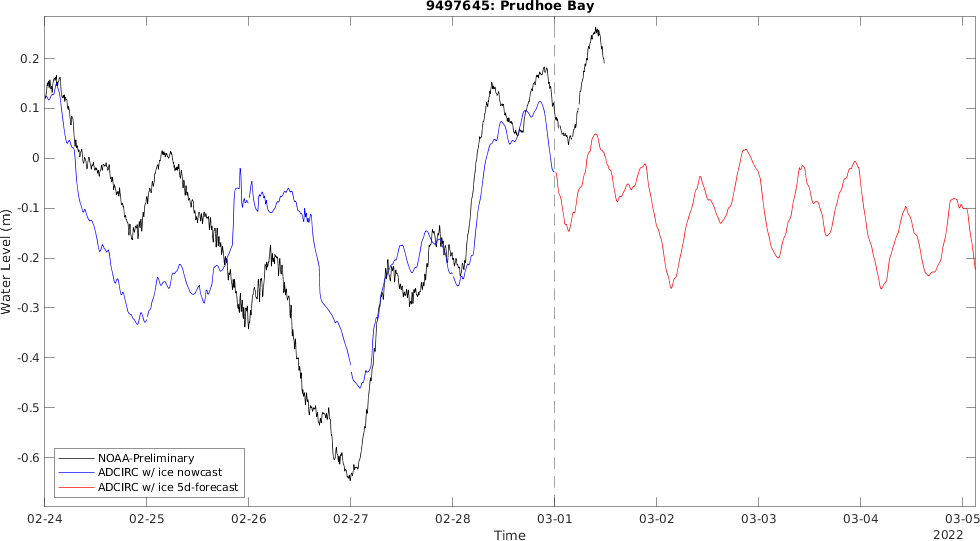 9497645: Prudhoe Bay
0.2
0.1
0
-0.1
-0.2
-0.3
-0.4
-0.5
-0.6
Water Level (m)
NOAA-Preliminary
ADCIRC w/ ice nowcast
ADCIRC w/ ice 5d-forecast
02-24 02-25 02-26 02-27 02-28 03-01 03-02 03-03 03-04 03-05
Time
2022